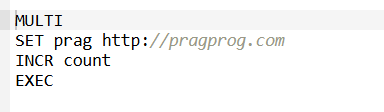 MULTI
SET prag http://pragprog.com
INCR count
EXEC